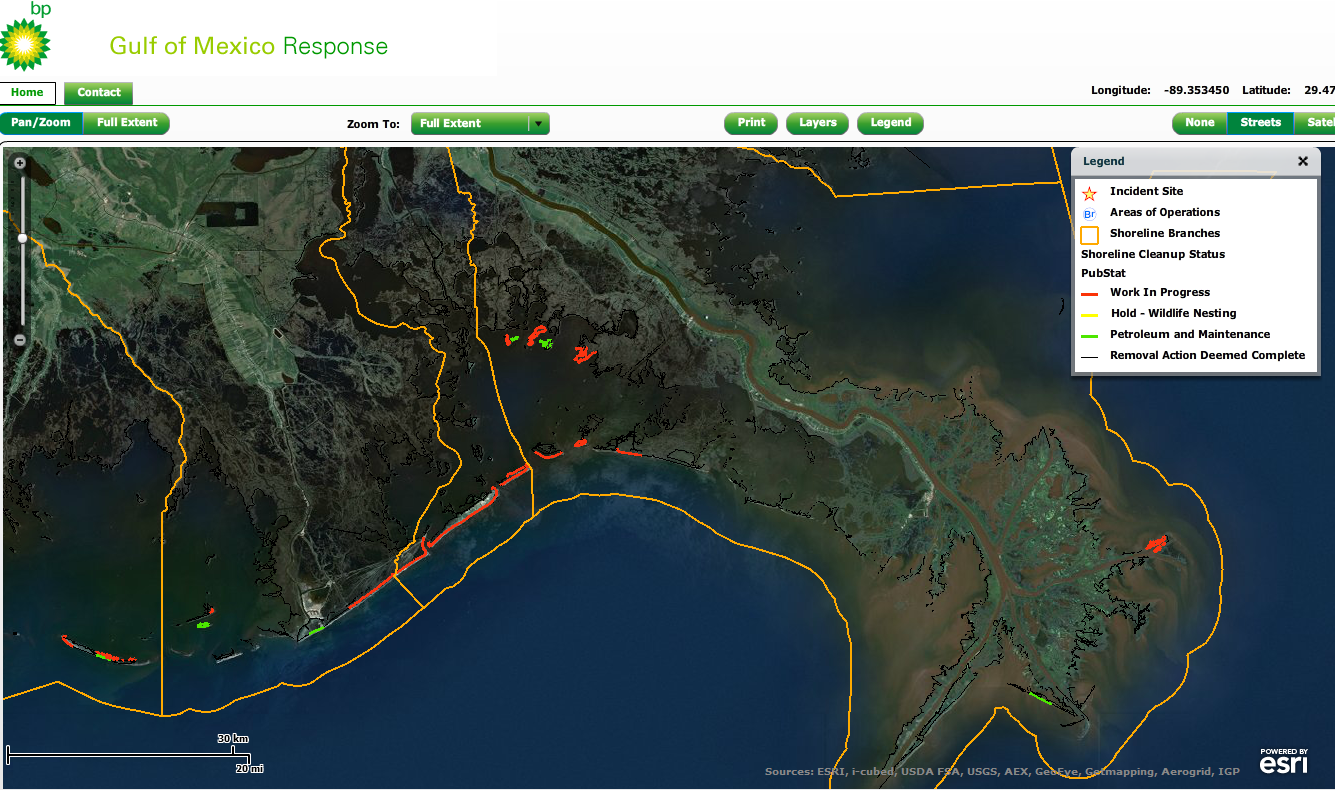 bp
Gulf of Mexico Response
Home
Contact
Longitude: -89.353450 Latitude: 29.47
Pan/Zoom
Full Extent
Zoom To:
Full Extent
Print
Layers
Legend
None
Streets
Satel
Legend
Incident Site
Br
Areas of Operations
Shoreline Branches
Shoreline Cleanup Status
PubStat
Work In Progress
Hold - Wildlife Nesting
Petroleum and Maintenance
Removal Action Deemed Complete
30 km
20 mi
Sources: ESRI, i-cubed, USDA FSA, USGS, AEX, GeoEye, Getmapping, Aerogrid, IGP
POWERED BY
esri